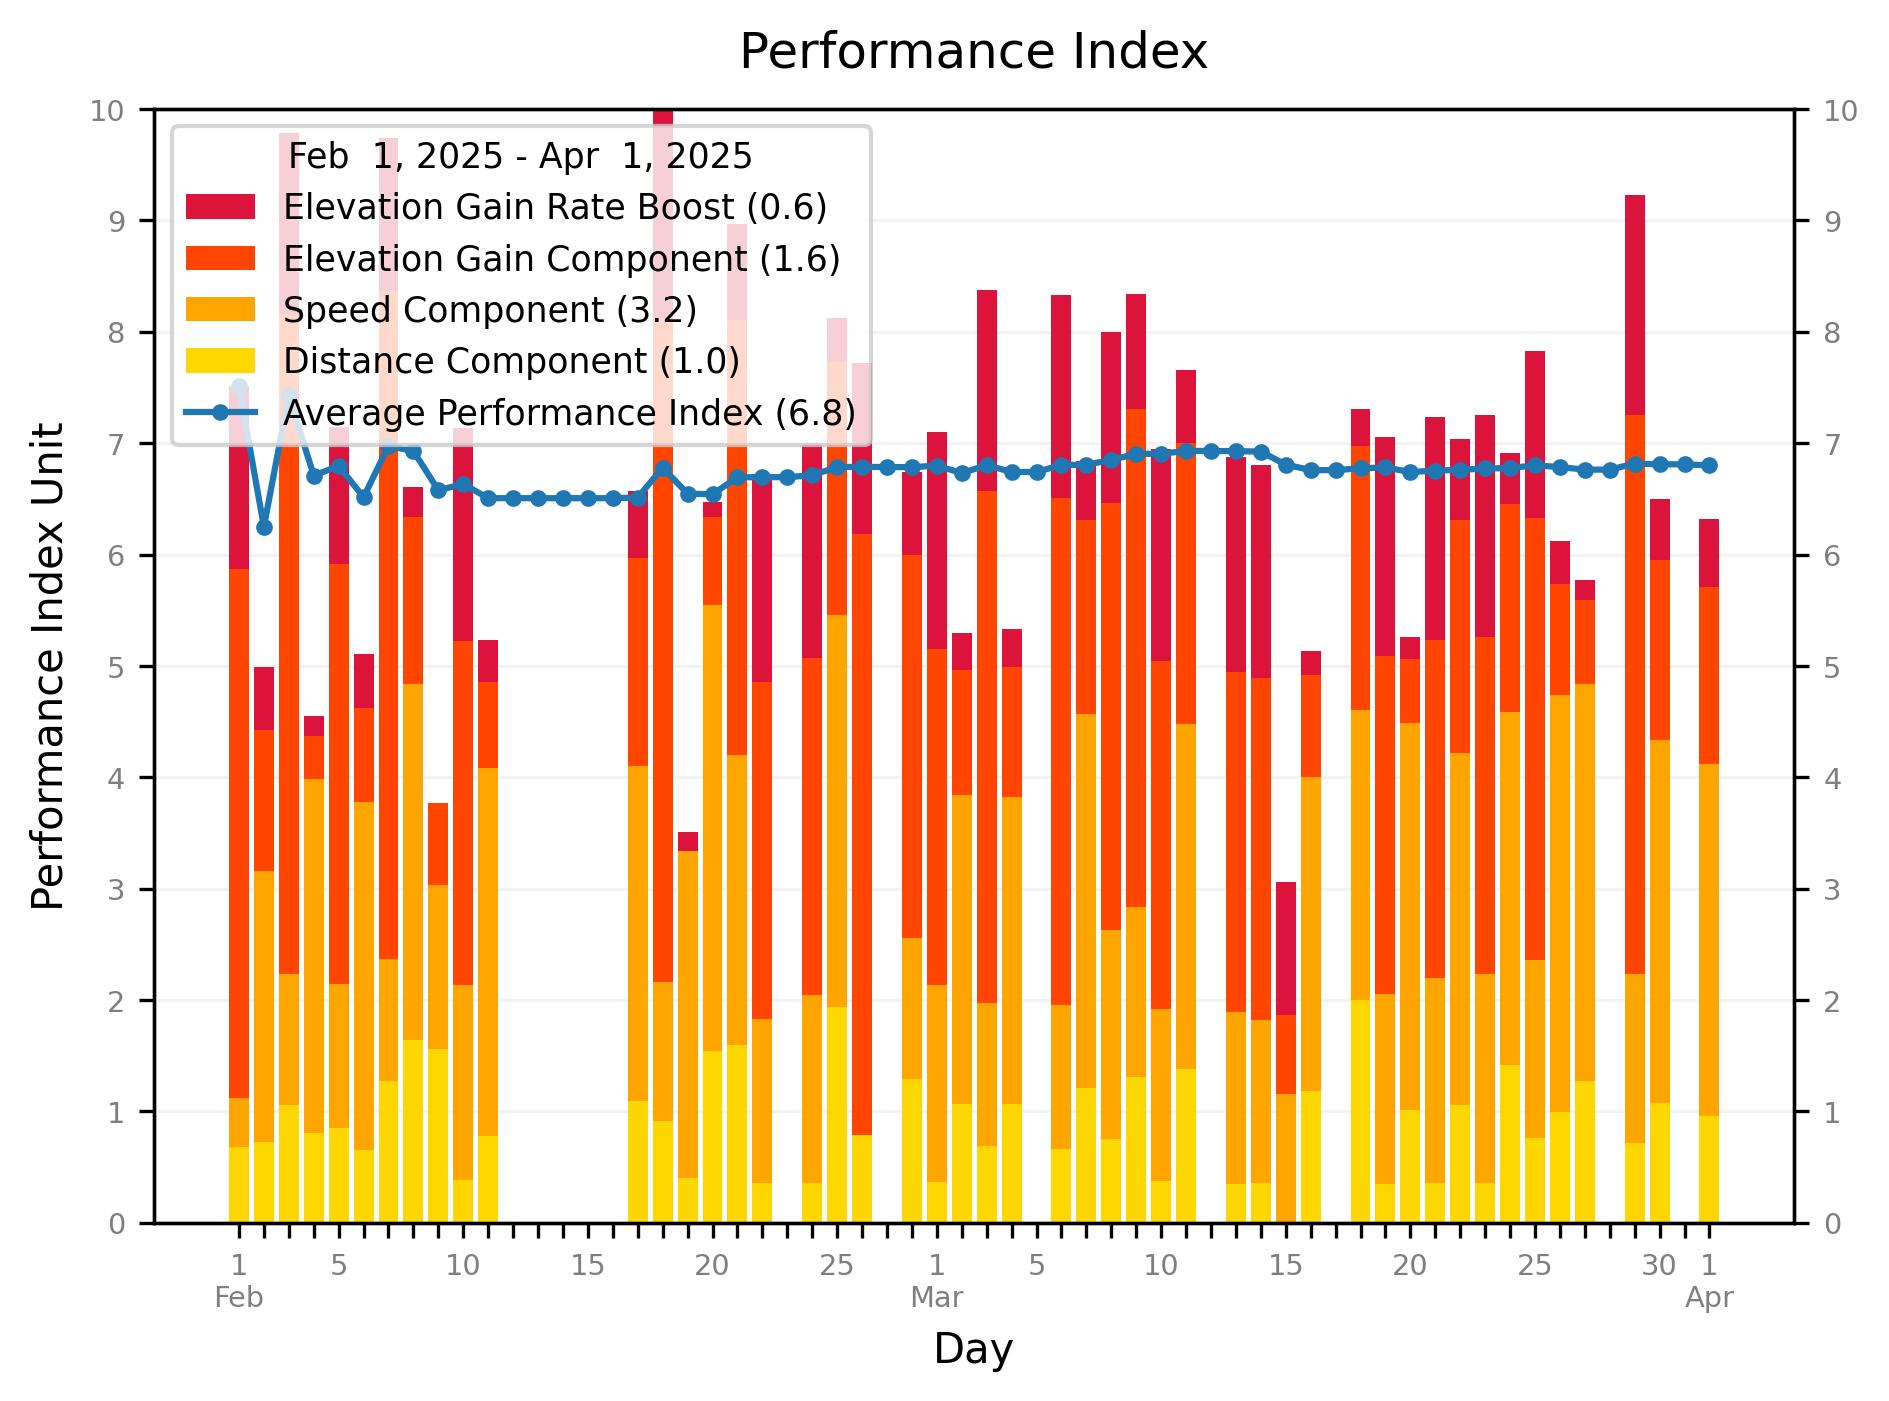 Performance Index
10
9
8
7
6
5
4
3
2
1
0
Performance Index Unit
Feb  1, 2025 - Apr  1, 2025
Elevation Gain Rate Boost (0.6)
Elevation Gain Component (1.6)
Speed Component (3.2)
Distance Component (1.0)
Average Performance Index (6.8)
10
9
8
7
6
5
4
3
2
1
0
1 5 10 15 20 25 1 5 10 15 20 25 30 1
Feb Mar Apr
Day